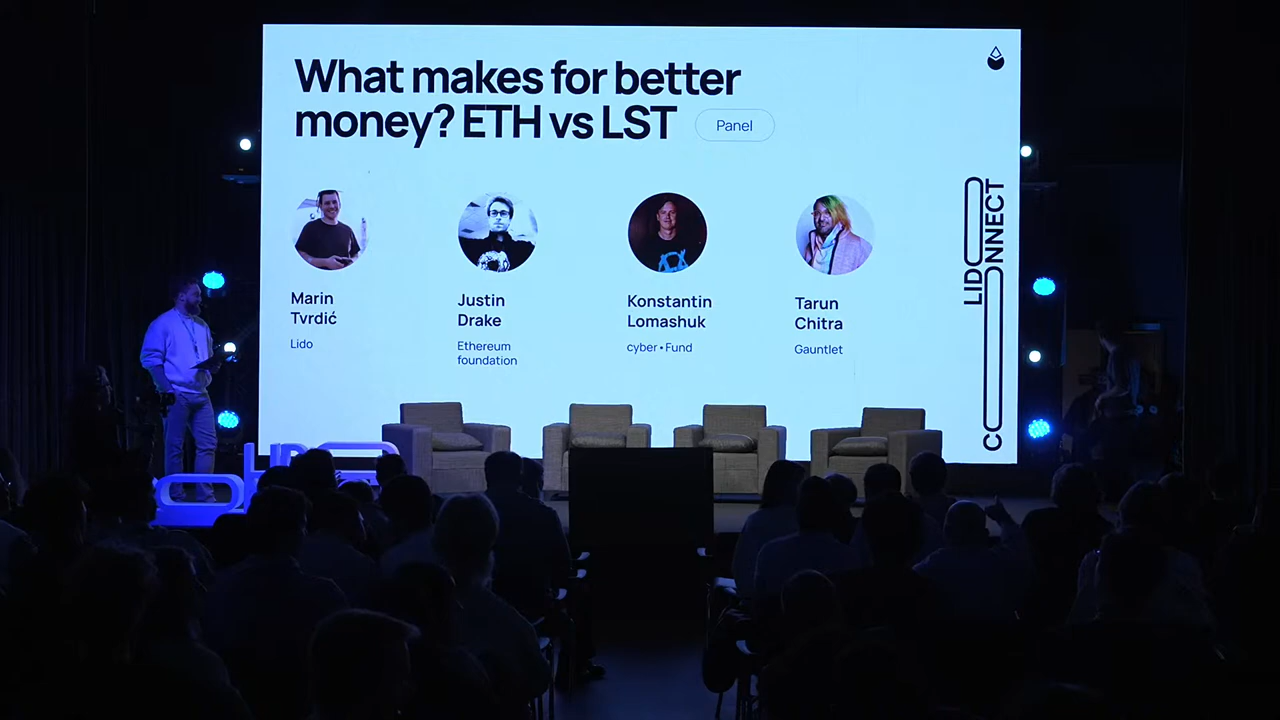 What makes for better
money? ETH vs LST
Panel
Marin
Tvrdić
Lido
Justin
Drake
Ethereum
foundation
Konstantin
Lomashuk
cyber•Fund
Tarun
Chitra
Gauntlet
LIDO
CONNECT
LIDO